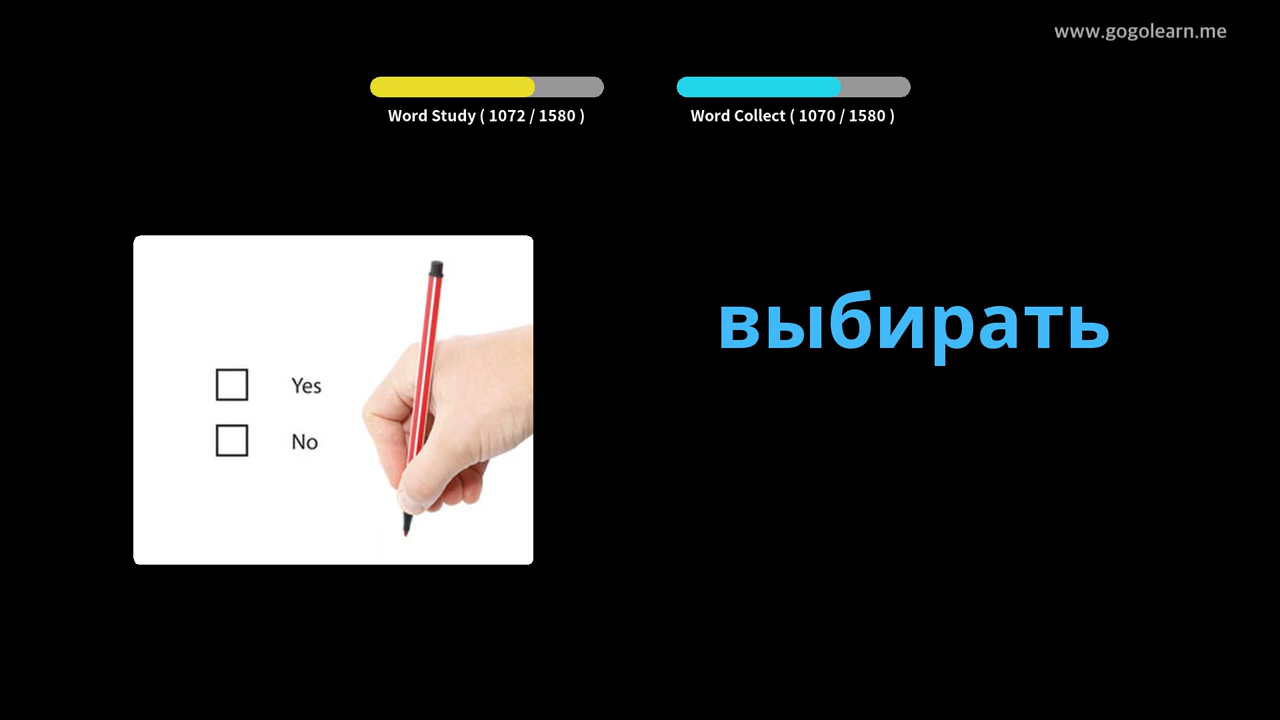 www.gogolearn.me
Word Study ( 1072 / 1580 )
Word Collect ( 1070 / 1580 )
выбирать
Yes
No